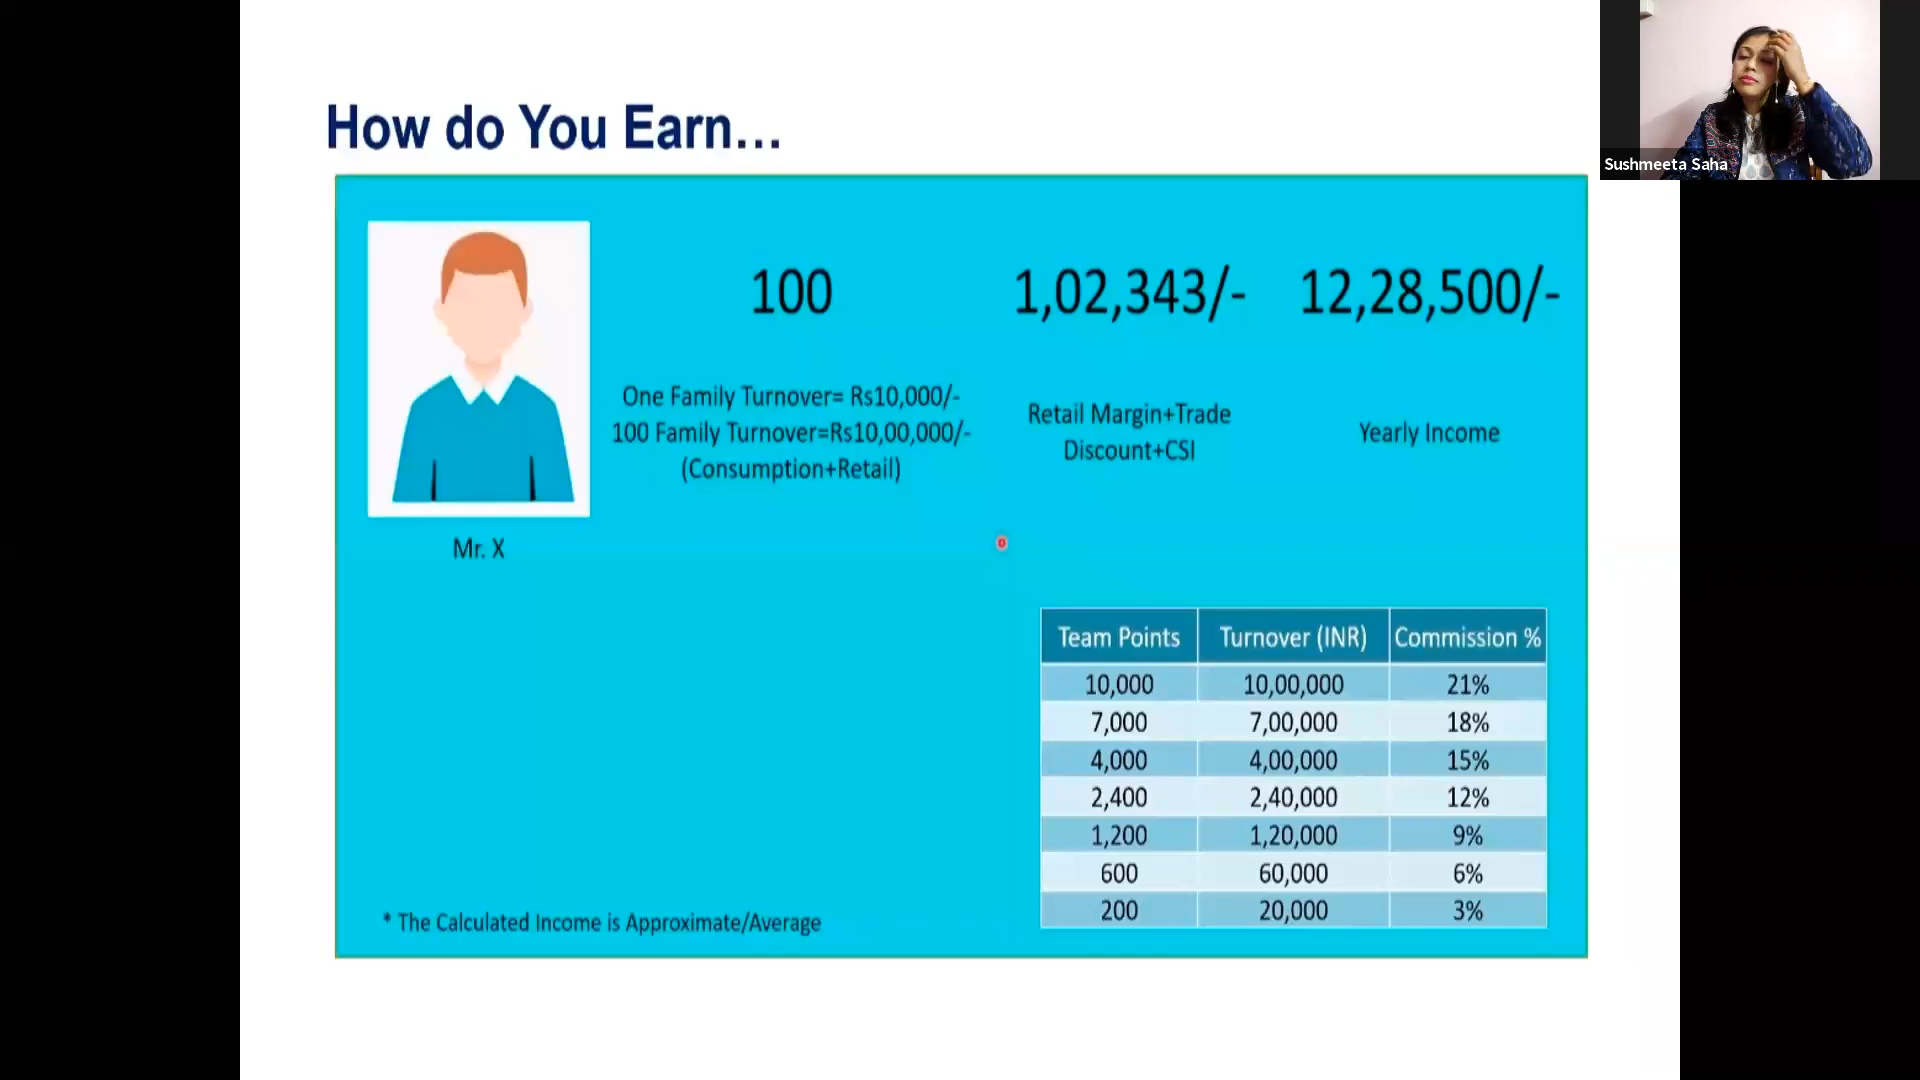 How do You Earn...
Sushmeeta Saha
100
1,02,343/-
12,28,500/-
One Family Turnover= Rs10,000/-
100 Family Turnover=Rs10,00,000/-
(Consumption+Retail)
Retail Margin+Trade
Discount+CSI
Yearly Income
Mr. X
Team Points Turnover (INR) Commission %
10,000 10,00,000 21%
7,000 7,00,000 18%
4,000 4,00,000 15%
2,400 2,40,000 12%
1,200 1,20,000 9%
600 60,000 6%
200 20,000 3%
* The Calculated Income is Approximate/Average